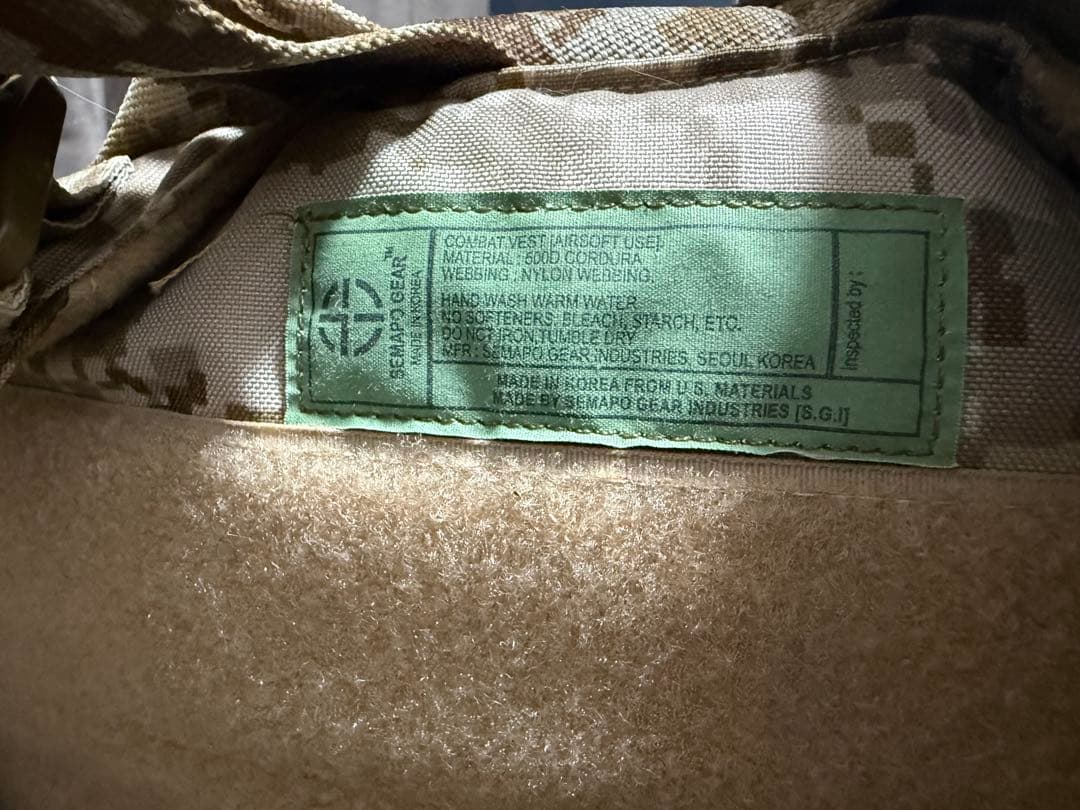 SEMAPO GEAR™
MADE IN KOREA
COMBAT VEST [AIRSOFT USE]
MATERIAL : 500D CORDURA
WEBBING : NYLON WEBBING.
HAND WASH WARM WATER
NO SOFTENERS, BLEACH, STARCH, ETC.
DO NOT IRON, TUMBLE DRY
MFR : SEMAPO GEAR INDUSTRIES. SEOUL KOREA
Inspected by :
MADE IN KOREA FROM U.S. MATERIALS
MADE BY SEMAPO GEAR INDUSTRIES [S.G.I]